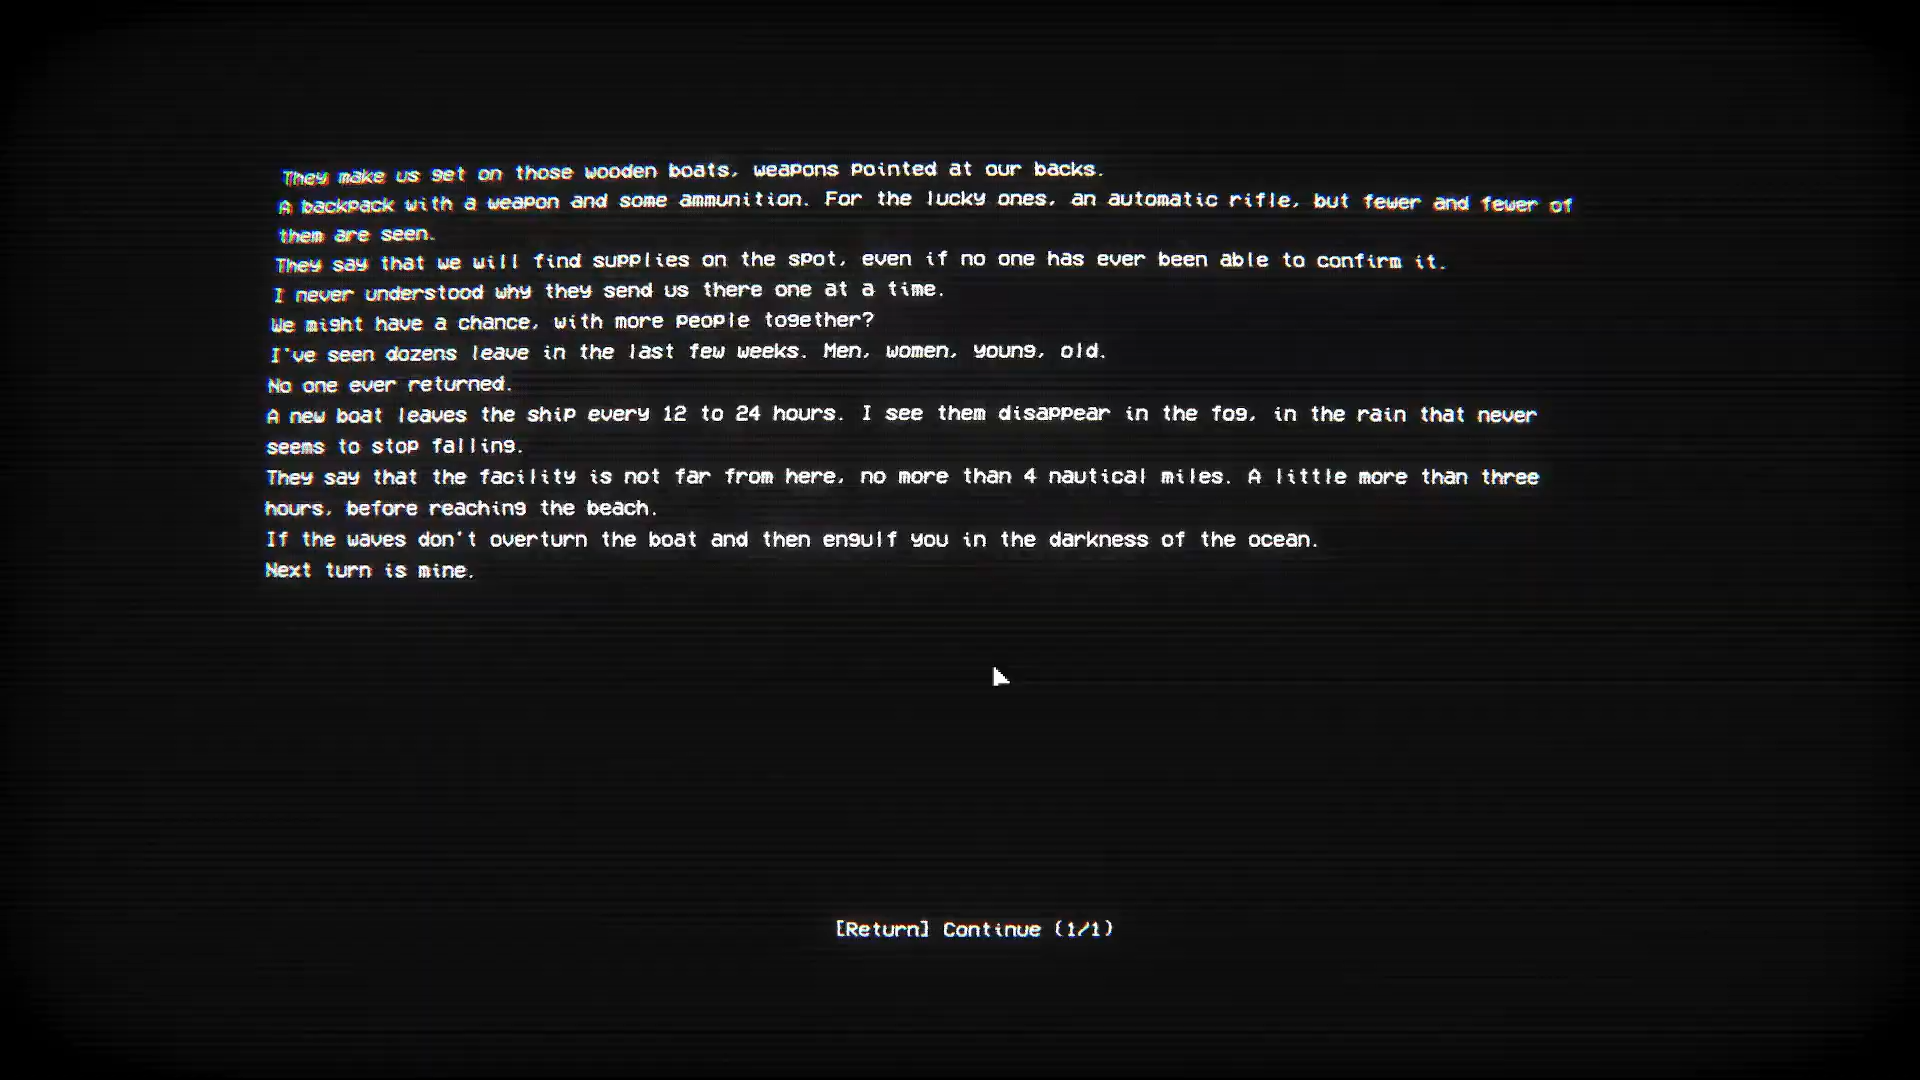 They make us get on those wooden boats, weapons pointed at our backs.
A backpack with a weapon and some ammunition. For the lucky ones, an automatic rifle, but fewer and fewer of
them are seen.
They say that we will find supplies on the spot, even if no one has ever been able to confirm it.
I never understood why they send us there one at a time.
We might have a chance, with more people together?
I've seen dozens leave in the last few weeks. Men, women, young, old.
No one ever returned.
A new boat leaves the ship every 12 to 24 hours. I see them disappear in the fog, in the rain that never
seems to stop falling.
They say that the facility is not far from here, no more than 4 nautical miles. A little more than three
hours, before reaching the beach.
If the waves don't overturn the boat and then engulf you in the darkness of the ocean.
Next turn is mine.
[Return] Continue (1/1)